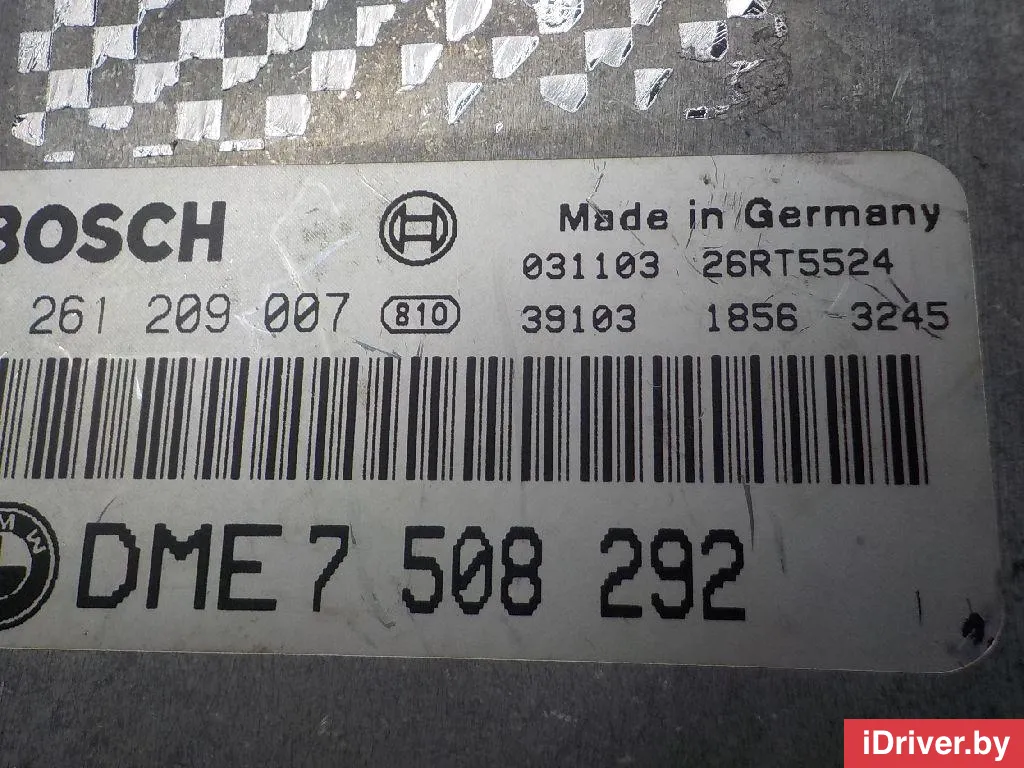 BOSCH
Made in Germany
031103 26RT5524
261 209 007 810 39103 1856 3245
BMW
DME 7 508 292
iDriver.by